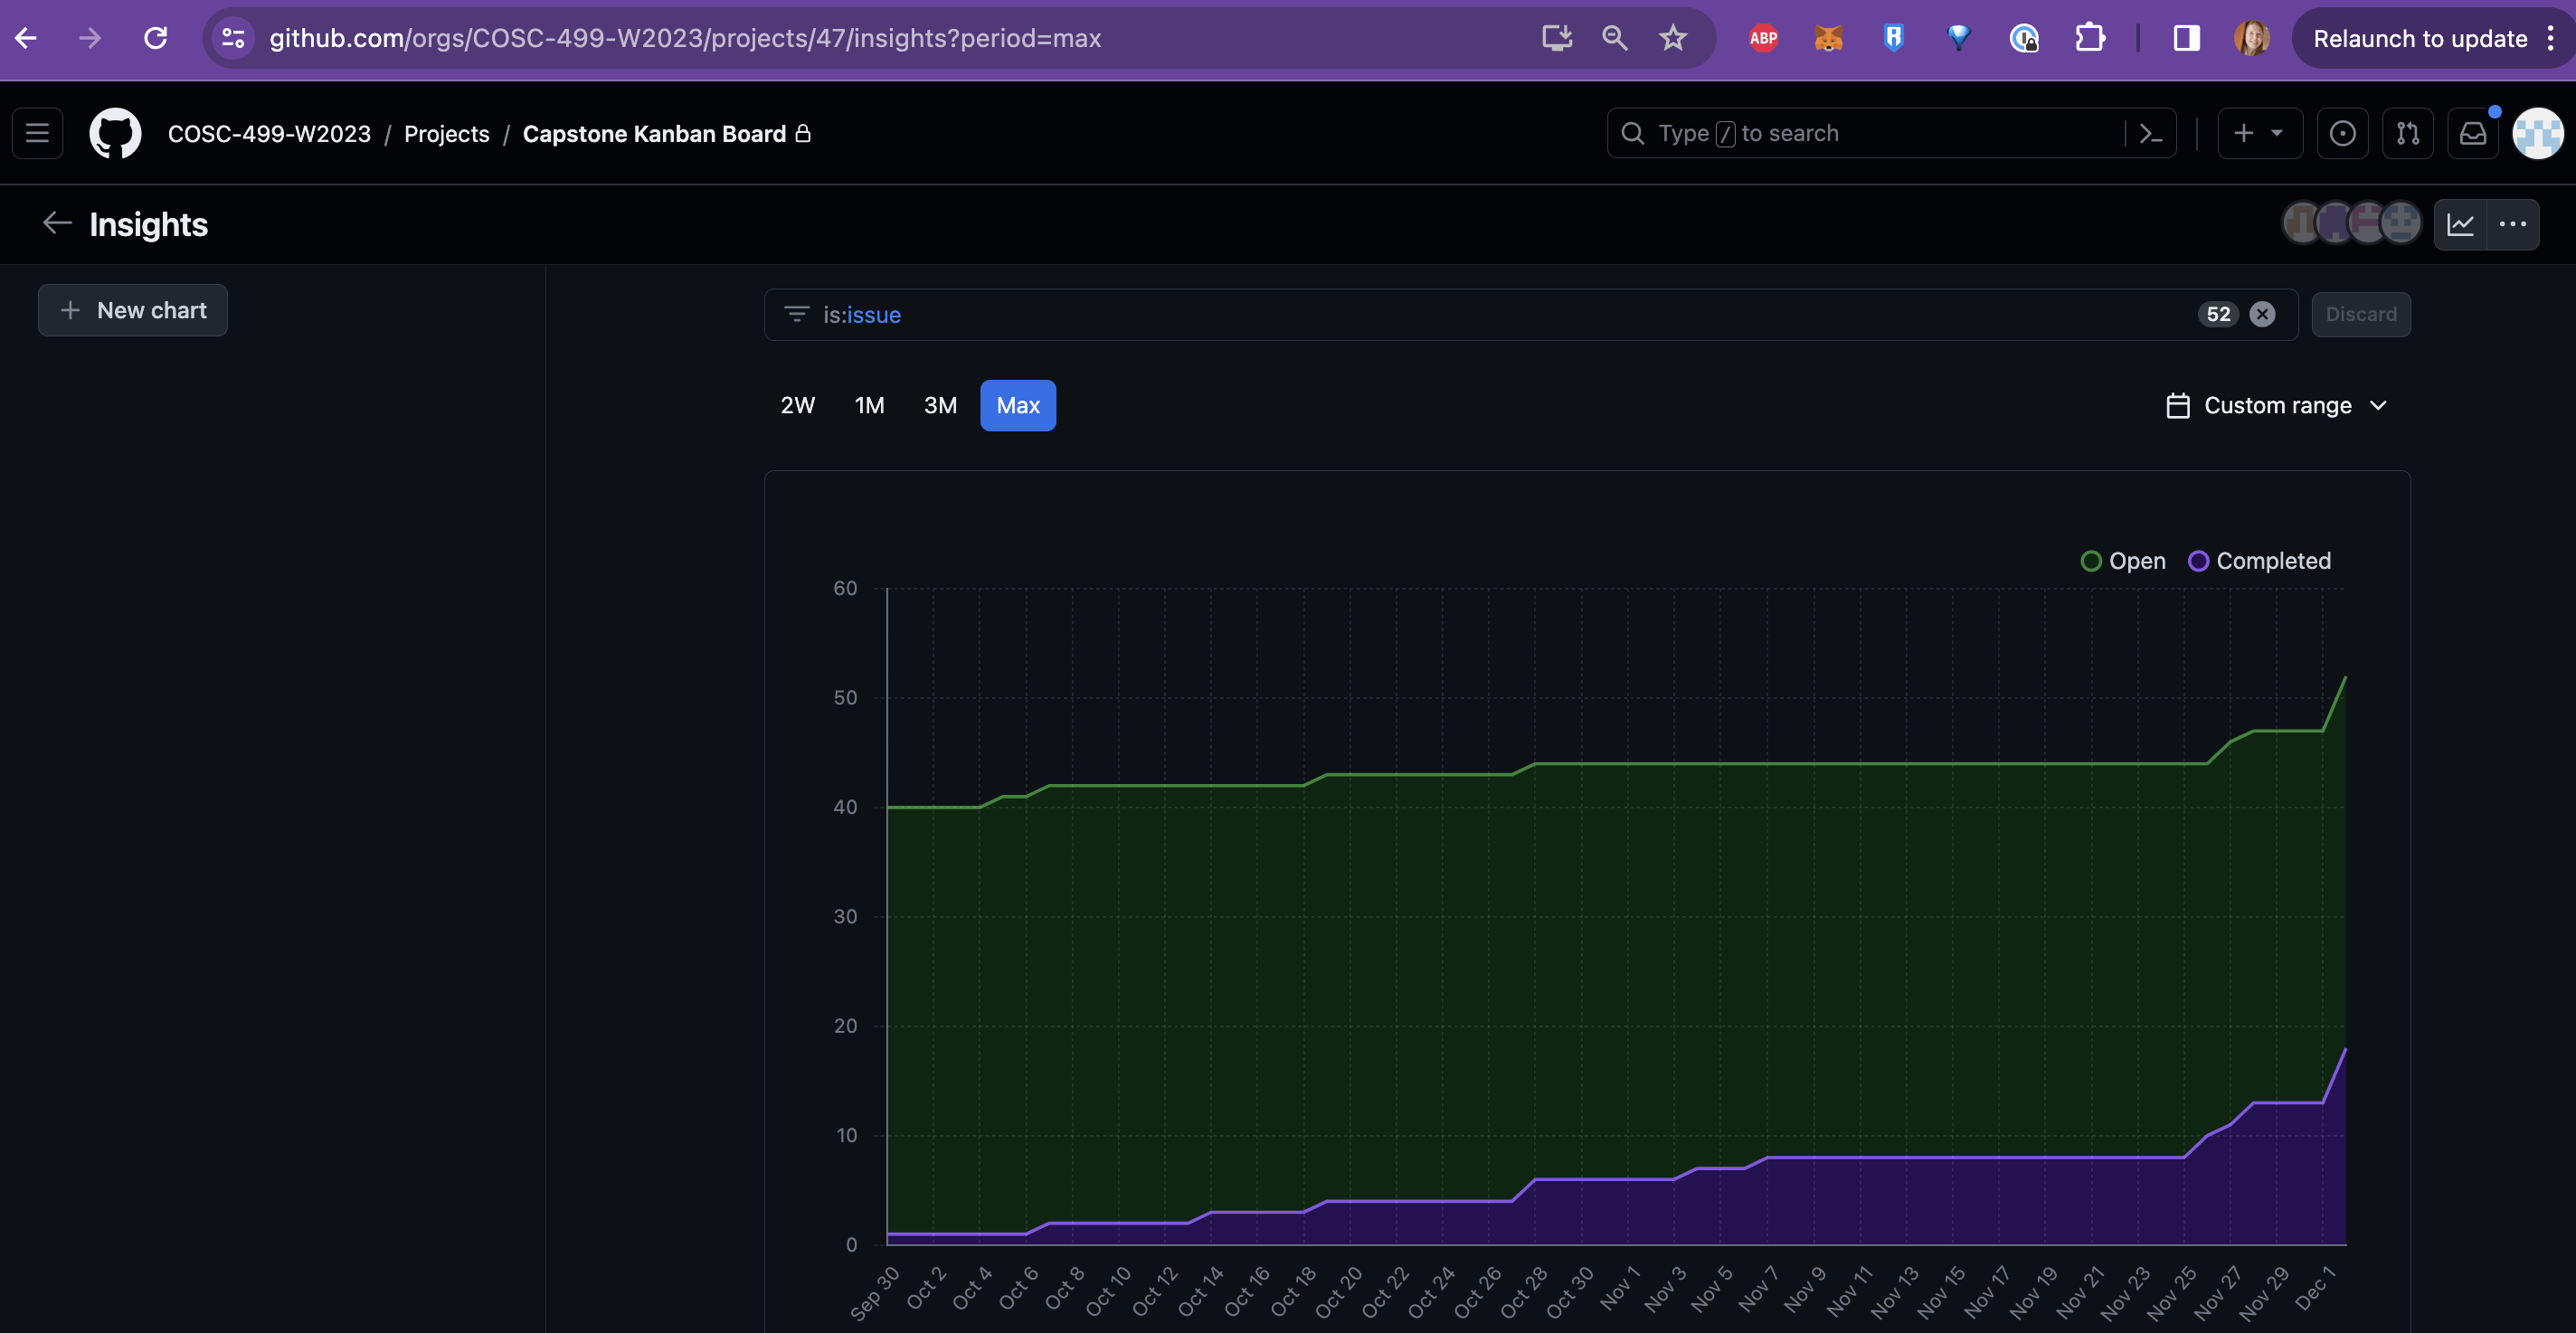 github.com/orgs/COSC-499-W2023/projects/47/insights?period=max
ABP
Relaunch to update
COSC-499-W2023 / Projects / Capstone Kanban Board
Type / to search
Insights
New chart
is:issue
52
Discard
2W 1M 3M Max
Custom range
Open Completed
60
50
40
30
20
10
0
Sep 30 Oct 2 Oct 4 Oct 6 Oct 8 Oct 10 Oct 12 Oct 14 Oct 16 Oct 18 Oct 20 Oct 22 Oct 24 Oct 26 Oct 28 Oct 30 Nov 1 Nov 3 Nov 5 Nov 7 Nov 9 Nov 11 Nov 13 Nov 15 Nov 17 Nov 19 Nov 21 Nov 23 Nov 25 Nov 27 Nov 29 Dec 1